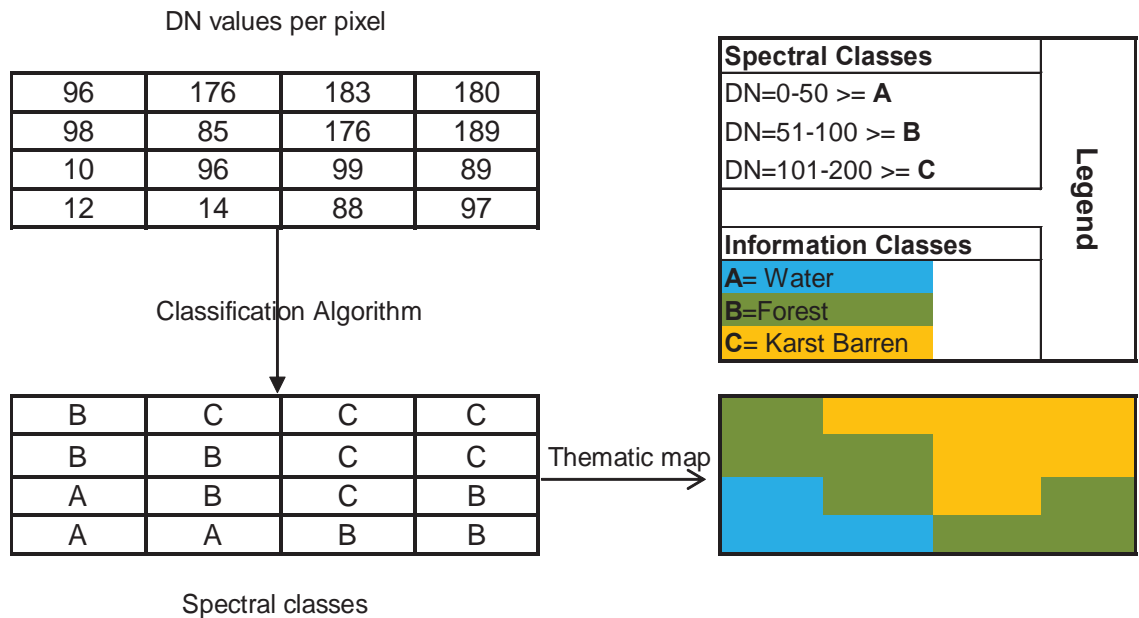 DN values per pixel
96 176 183 180
98 85 176 189
10 96 99 89
12 14 88 97
Classification Algorithm
B C C C
B B C C
A B C B
A A B B
Spectral classes
Thematic map
Spectral Classes
DN=0-50 >= A
DN=51-100 >= B
DN=101-200 >= C
Information Classes
A= Water
B=Forest
C= Karst Barren
Legend